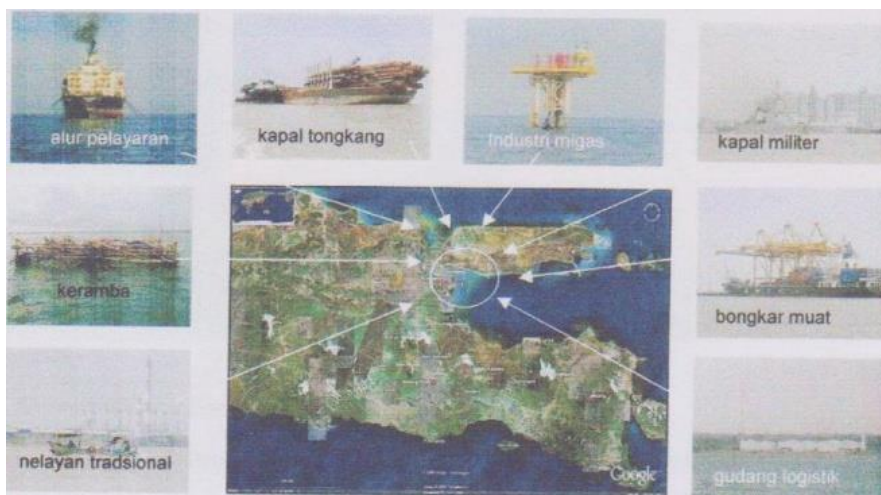 alur pelayaran
kapal tongkang
Industri migas
kapal militer
keramba
bongkar muat
nelayan tradsional
gudang logistik
Google